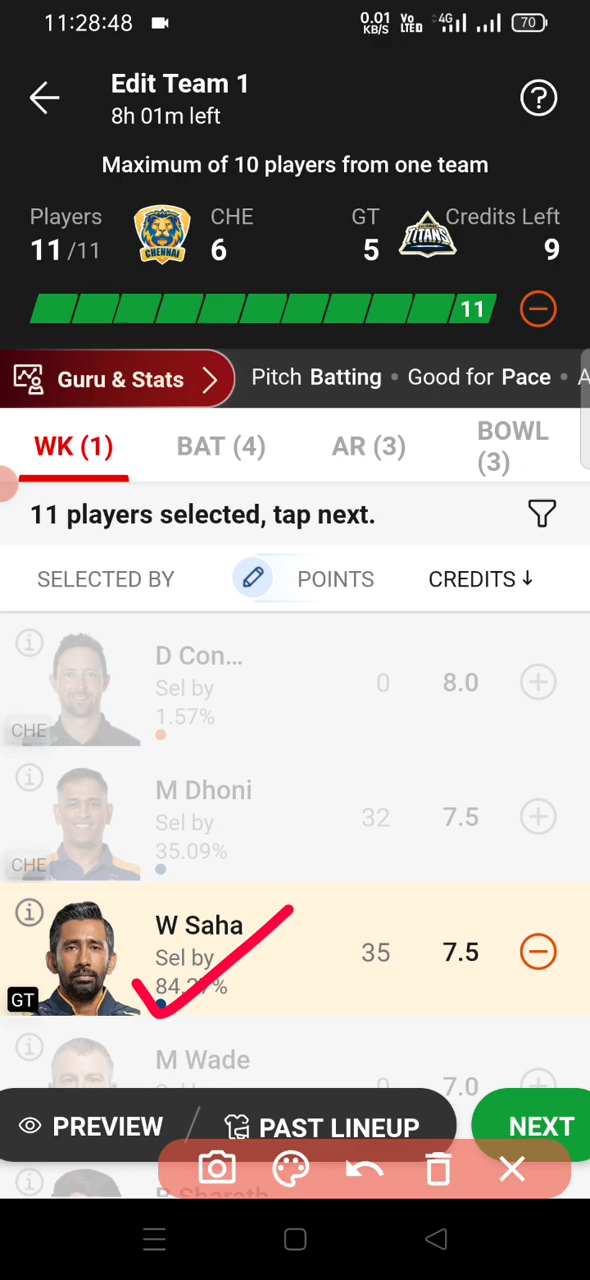 11:28:48 0.01 KB/S Vo LTED 4G 70
Edit Team 1
8h 01m left
Maximum of 10 players from one team
Players CHE GT Credits Left
11/11 CHENNAI 6 5 TITANS 9
11
Guru & Stats Pitch Batting • Good for Pace • A
WK (1) BAT (4) AR (3) BOWL (3)
11 players selected, tap next.
SELECTED BY POINTS CREDITS ↓
D Con...
Sel by 0 8.0
1.57%
CHE
M Dhoni
Sel by 32 7.5
35.09%
CHE
W Saha
Sel by 35 7.5
GT
M Wade
0 7.0
PREVIEW / PAST LINEUP NEXT
B Sharath